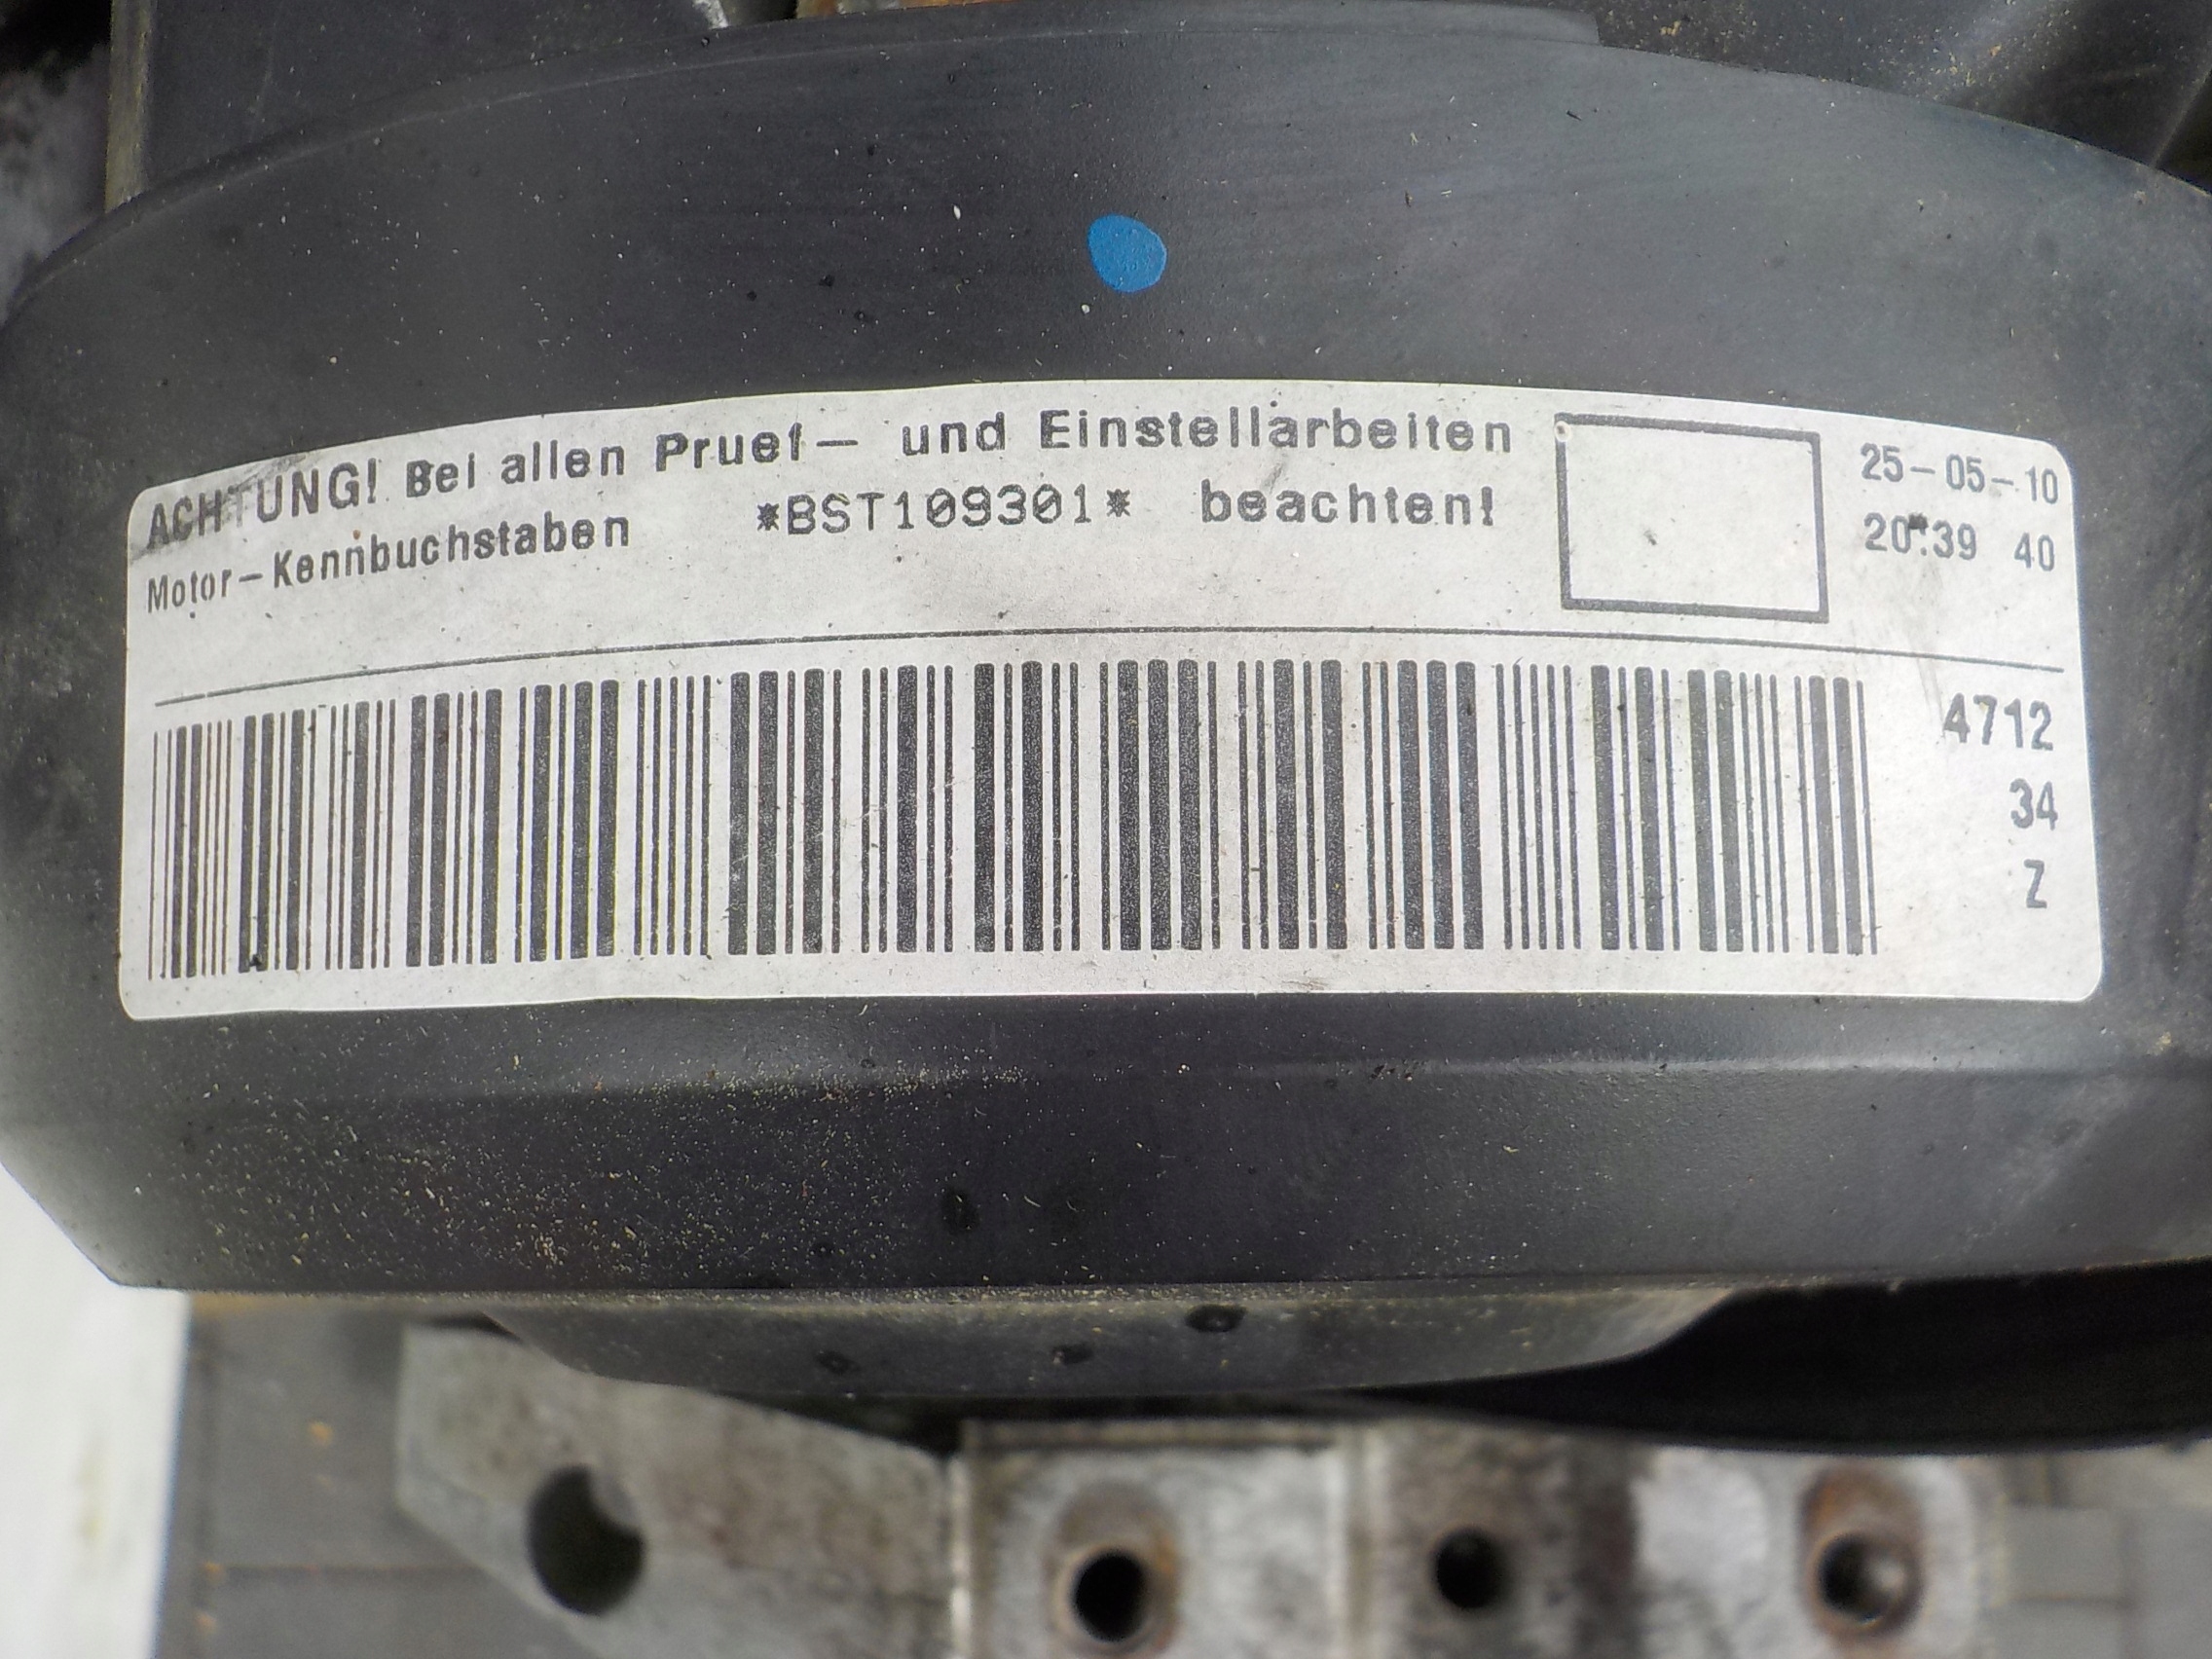 ACHTUNG! Bei allen Pruef- und Einstellarbeiten
Motor-Kennbuchstaben *BST109301* beachten!
25-05-10
20:39 40
4712
34
Z